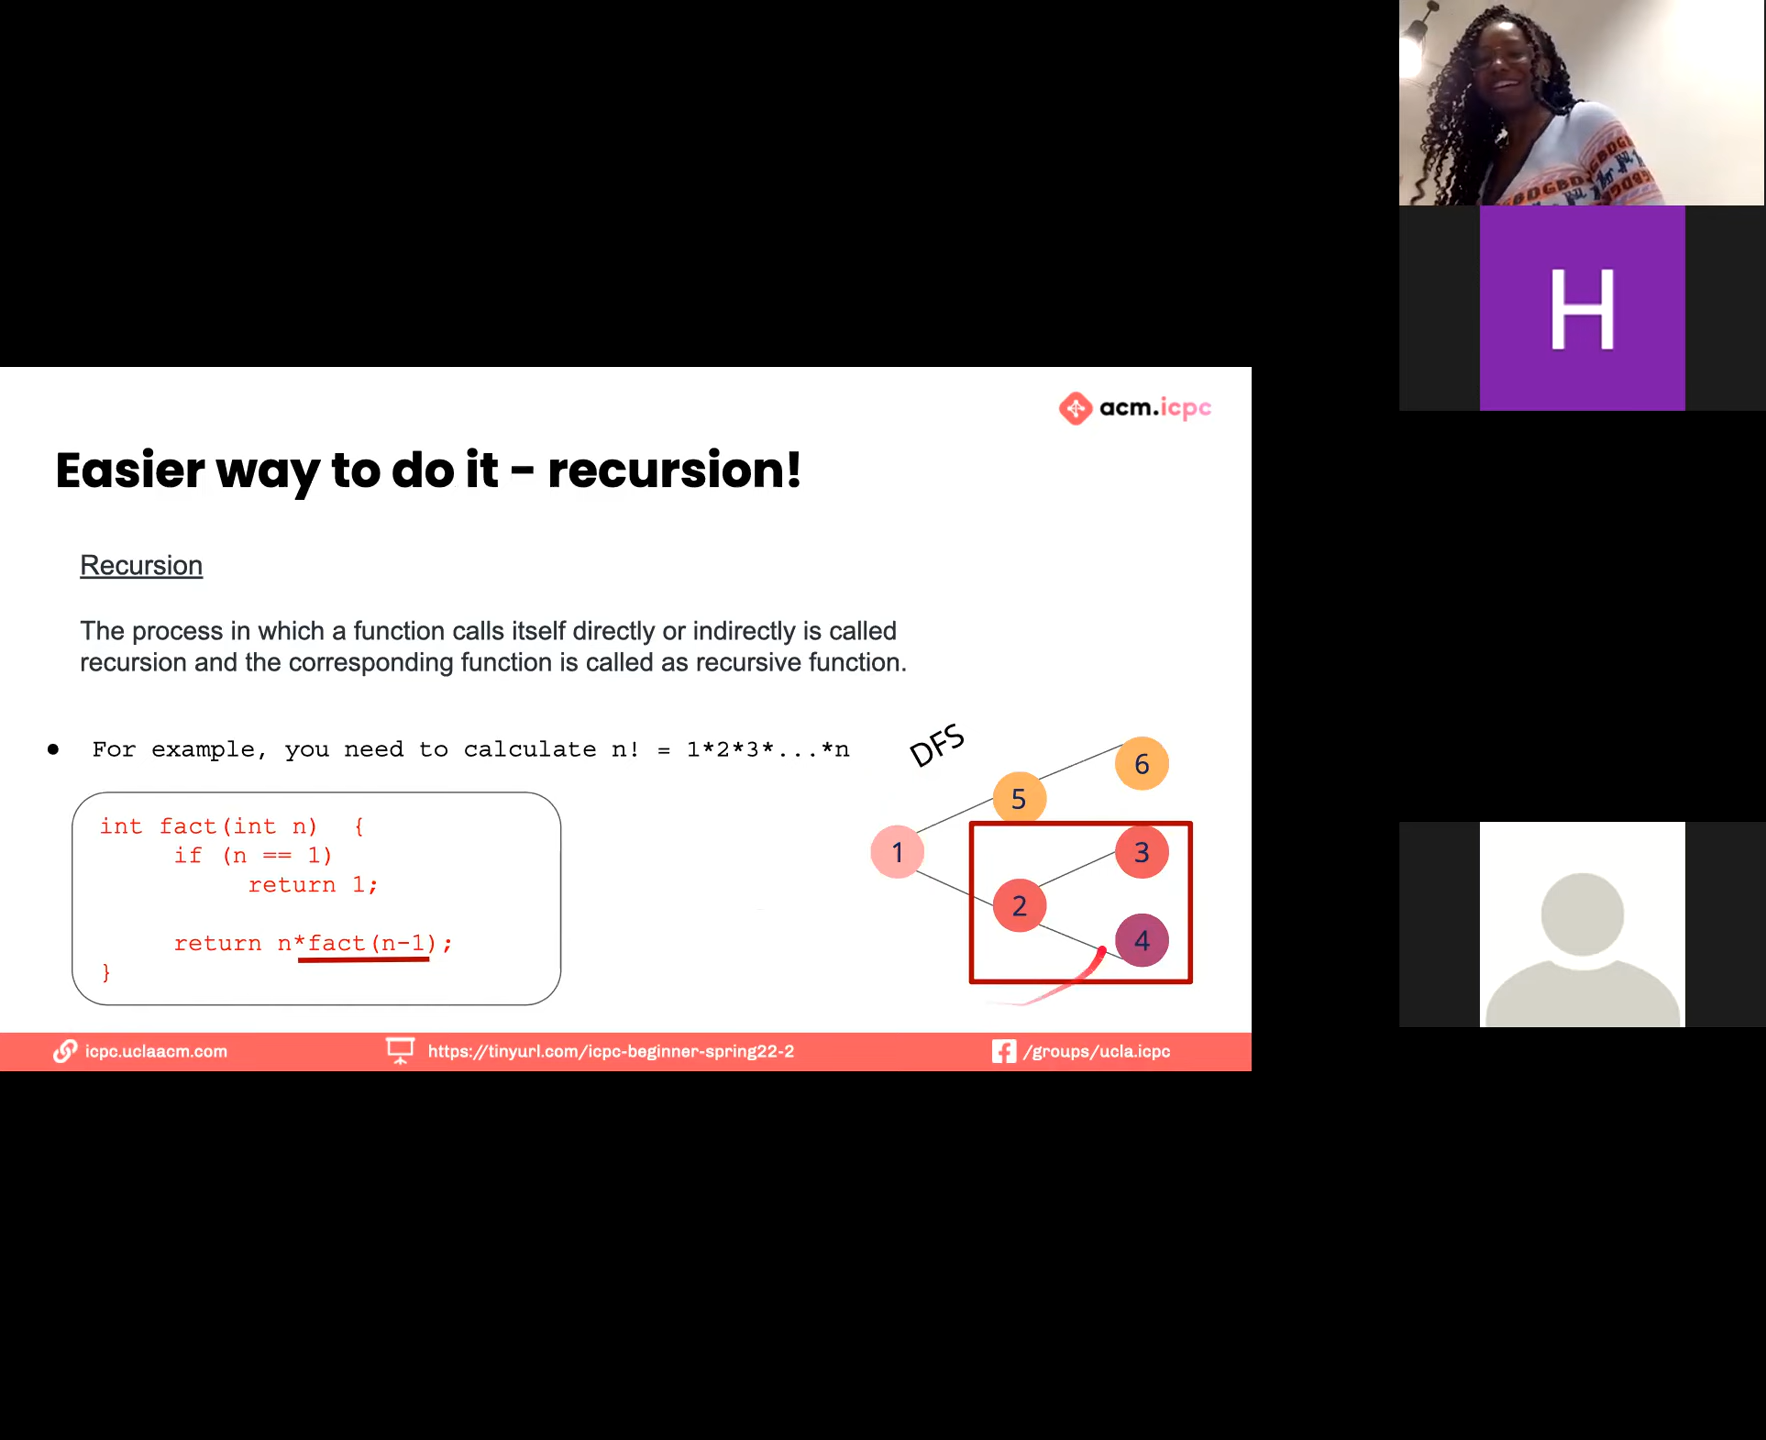 H
acm.icpc
Easier way to do it - recursion!
Recursion
The process in which a function calls itself directly or indirectly is called
recursion and the corresponding function is called as recursive function.
● For example, you need to calculate n! = 1*2*3*...*n
int fact(int n) {
if (n == 1)
return 1;
return n*fact(n-1);
}
DFS
6
5
1
3
2
4
icpc.uclaacm.com
https://tinyurl.com/icpc-beginner-spring22-2
/groups/ucla.icpc